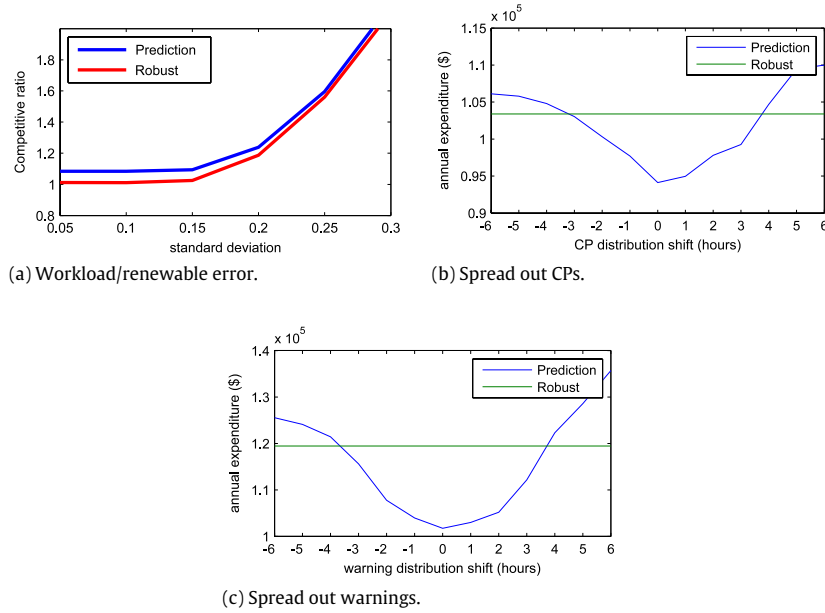 Competitive ratio
1.8
1.6
1.4
1.2
1
0.8
Prediction
Robust
0.05 0.1 0.15 0.2 0.25 0.3
standard deviation
(a) Workload/renewable error.
x 10^5
annual expenditure ($)
1.15
1.1
1.05
1
0.95
0.9
Prediction
Robust
-6 -5 -4 -3 -2 -1 0 1 2 3 4 5 6
CP distribution shift (hours)
(b) Spread out CPs.
x 10^5
annual expenditure ($)
1.4
1.3
1.2
1.1
1
Prediction
Robust
-6 -5 -4 -3 -2 -1 0 1 2 3 4 5 6
warning distribution shift (hours)
(c) Spread out warnings.